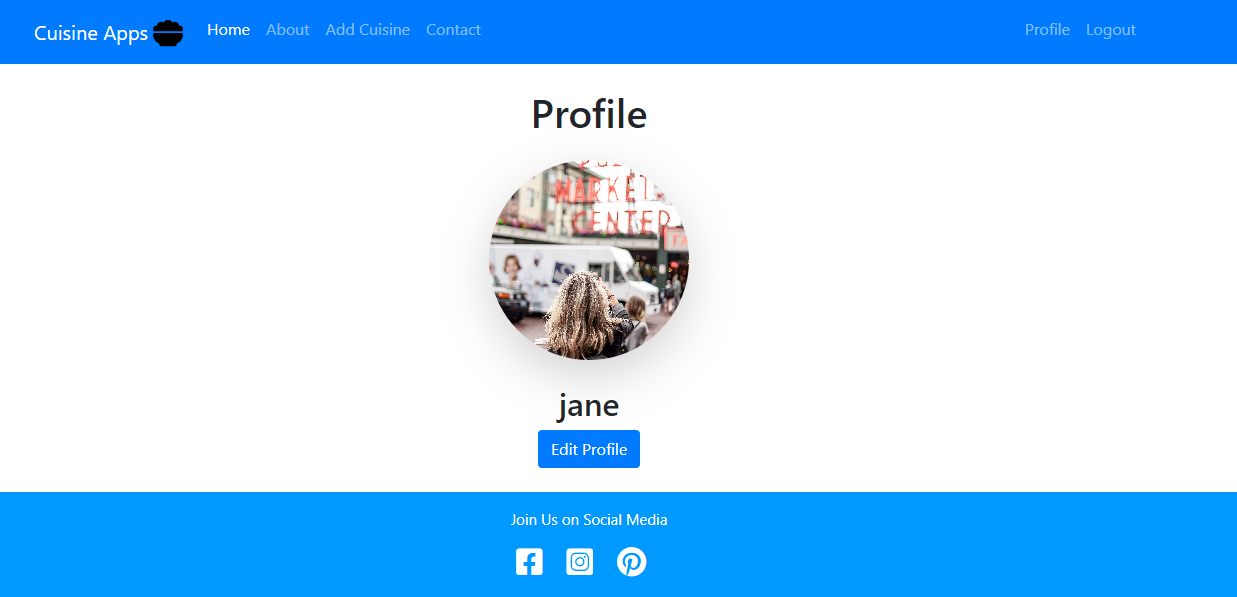 Cuisine Apps Home About Add Cuisine Contact Profile Logout
Profile
MARKET
CENTER
jane
Edit Profile
Join Us on Social Media